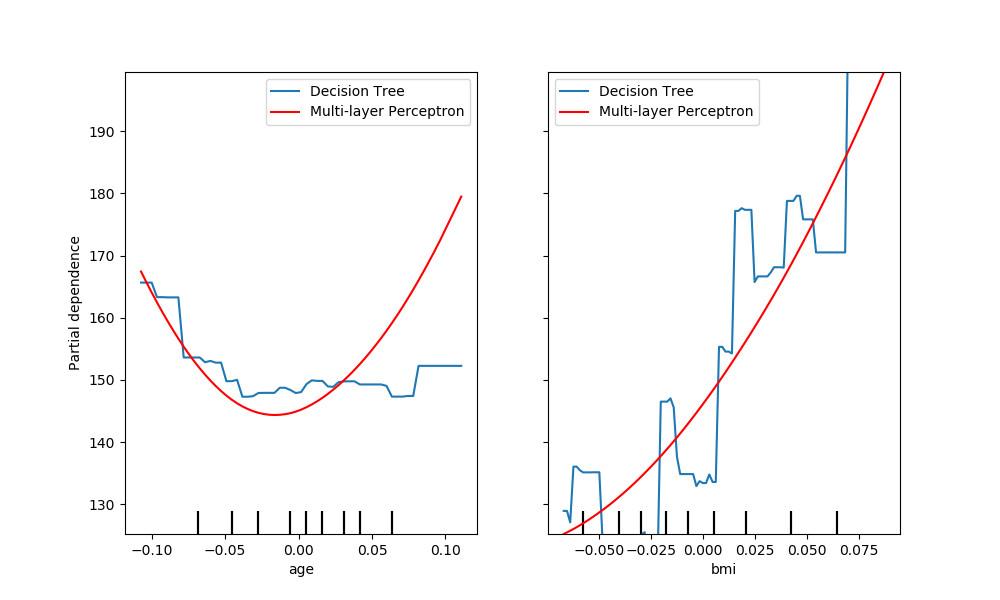 Decision Tree
Multi-layer Perceptron
Decision Tree
Multi-layer Perceptron
190
180
170
160
150
140
130
Partial dependence
−0.10 −0.05 0.00 0.05 0.10
age
−0.050 −0.025 0.000 0.025 0.050 0.075
bmi